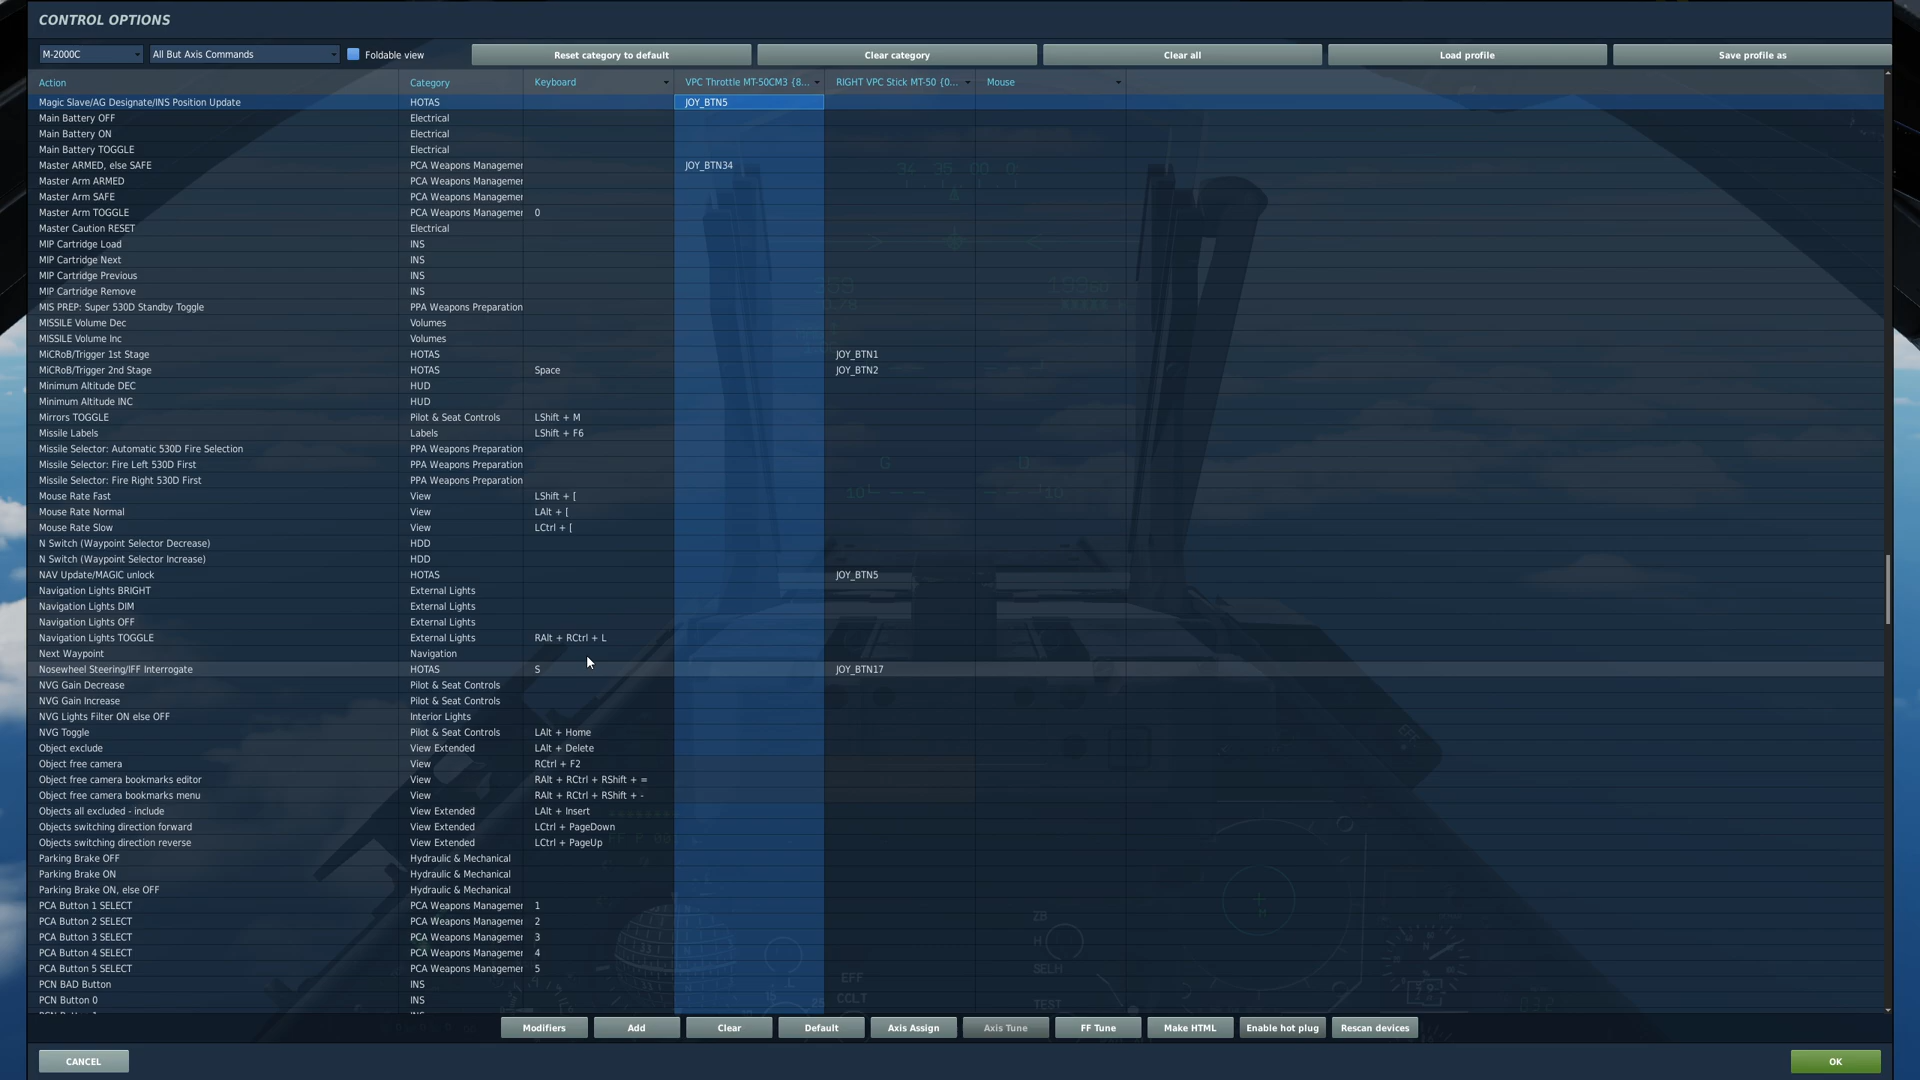 CONTROL OPTIONS
M-2000C All But Axis Commands Foldable view Reset category to default Clear category Clear all Load profile Save profile as
Action Category Keyboard VPC Throttle MT-50CM3 {8... RIGHT VPC Stick MT-50 {0... Mouse
Magic Slave/AG Designate/INS Position Update HOTAS JOY_BTN5
Main Battery OFF Electrical
Main Battery ON Electrical
Main Battery TOGGLE Electrical
Master ARMED, else SAFE PCA Weapons Managemer JOY_BTN34
Master Arm ARMED PCA Weapons Managemer
Master Arm SAFE PCA Weapons Managemer
Master Arm TOGGLE PCA Weapons Managemer 0
Master Caution RESET Electrical
MIP Cartridge Load INS
MIP Cartridge Next INS
MIP Cartridge Previous INS
MIP Cartridge Remove INS
MIS PREP: Super 530D Standby Toggle PPA Weapons Preparation
MISSILE Volume Dec Volumes
MISSILE Volume Inc Volumes
MiCRoB/Trigger 1st Stage HOTAS JOY_BTN1
MiCRoB/Trigger 2nd Stage HOTAS Space JOY_BTN2
Minimum Altitude DEC HUD
Minimum Altitude INC HUD
Mirrors TOGGLE Pilot & Seat Controls LShift + M
Missile Labels Labels LShift + F6
Missile Selector: Automatic 530D Fire Selection PPA Weapons Preparation
Missile Selector: Fire Left 530D First PPA Weapons Preparation
Missile Selector: Fire Right 530D First PPA Weapons Preparation
Mouse Rate Fast View LShift + [
Mouse Rate Normal View LAlt + [
Mouse Rate Slow View LCtrl + [
N Switch (Waypoint Selector Decrease) HDD
N Switch (Waypoint Selector Increase) HDD
NAV Update/MAGIC unlock HOTAS JOY_BTN5
Navigation Lights BRIGHT External Lights
Navigation Lights DIM External Lights
Navigation Lights OFF External Lights
Navigation Lights TOGGLE External Lights RAlt + RCtrl + L
Next Waypoint Navigation
Nosewheel Steering/IFF Interrogate HOTAS S JOY_BTN17
NVG Gain Decrease Pilot & Seat Controls
NVG Gain Increase Pilot & Seat Controls
NVG Lights Filter ON else OFF Interior Lights
NVG Toggle Pilot & Seat Controls LAlt + Home
Object exclude View Extended LAlt + Delete
Object free camera View RCtrl + F2
Object free camera bookmarks editor View RAlt + RCtrl + RShift + =
Object free camera bookmarks menu View RAlt + RCtrl + RShift + -
Objects all excluded - include View Extended LAlt + Insert
Objects switching direction forward View Extended LCtrl + PageDown
Objects switching direction reverse View Extended LCtrl + PageUp
Parking Brake OFF Hydraulic & Mechanical
Parking Brake ON Hydraulic & Mechanical
Parking Brake ON, else OFF Hydraulic & Mechanical
PCA Button 1 SELECT PCA Weapons Managemer 1
PCA Button 2 SELECT PCA Weapons Managemer 2
PCA Button 3 SELECT PCA Weapons Managemer 3
PCA Button 4 SELECT PCA Weapons Managemer 4
PCA Button 5 SELECT PCA Weapons Managemer 5
PCN BAD Button INS
PCN Button 0 INS
G D
ZB
H
SELH
EFF
CCLT
TEST
EFF
Modifiers Add Clear Default Axis Assign Axis Tune FF Tune Make HTML Enable hot plug Rescan devices
CANCEL OK